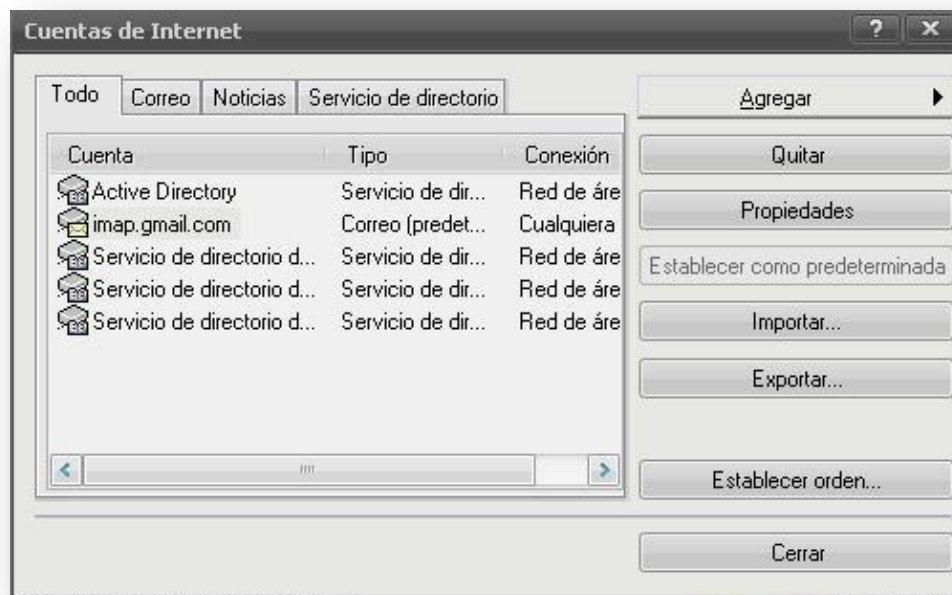 Cuentas de Internet
Todo Correo Noticias Servicio de directorio
Cuenta Tipo Conexión
Active Directory Servicio de dir... Red de áre
imap.gmail.com Correo (predet... Cualquiera
Servicio de directorio d... Servicio de dir... Red de áre
Servicio de directorio d... Servicio de dir... Red de áre
Servicio de directorio d... Servicio de dir... Red de áre
Agregar
Quitar
Propiedades
Establecer como predeterminada
Importar...
Exportar...
Establecer orden...
Cerrar